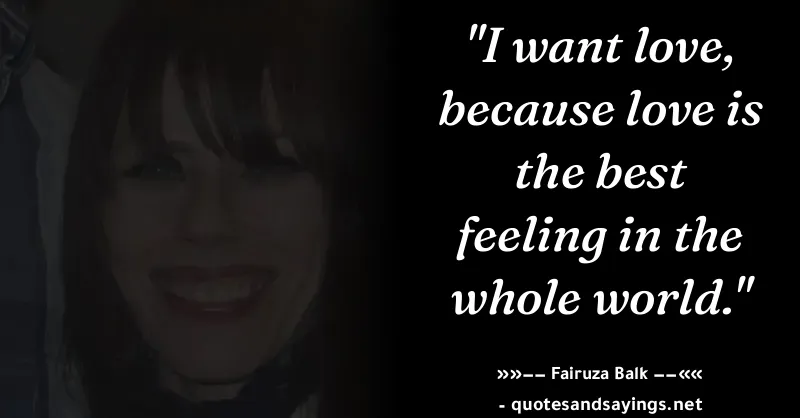 "I want love,
because love is
the best
feeling in the
whole world."
»»–– Fairuza Balk ––««
- quotesandsayings.net